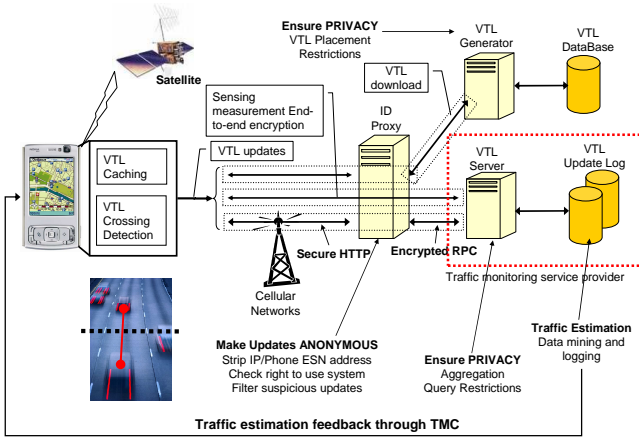 Ensure PRIVACY
VTL Placement
Restrictions
VTL
Generator
VTL
DataBase
Satellite
VTL
download
Sensing
measurement End-
to-end encryption
ID
Proxy
VTL updates
VTL
Caching
VTL
Crossing
Detection
VTL
Server
VTL
Update Log
Secure HTTP
Encrypted RPC
Cellular
Networks
Traffic monitoring service provider
Make Updates ANONYMOUS
Strip IP/Phone ESN address
Check right to use system
Filter suspicious updates
Ensure PRIVACY
Aggregation
Query Restrictions
Traffic Estimation
Data mining and
logging
Traffic estimation feedback through TMC